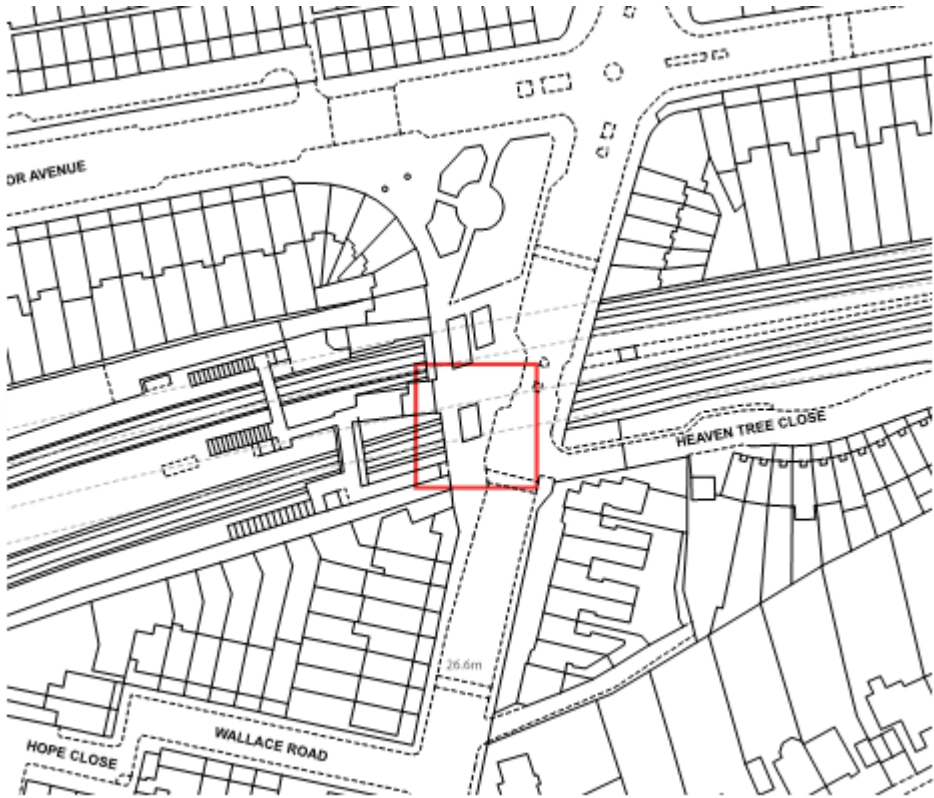 OR AVENUE
HEAVEN TREE CLOSE
26.6m
WALLACE ROAD
HOPE CLOSE